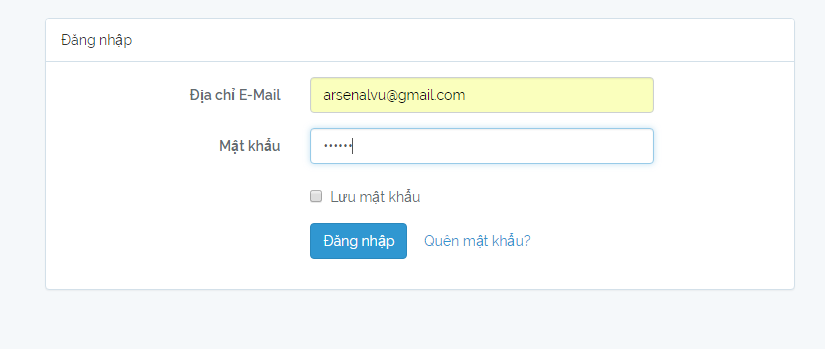 Đăng nhập
Địa chỉ E-Mail arsenalvu@gmail.com
Mật khẩu ••••••
Lưu mật khẩu
Đăng nhập Quên mật khẩu?